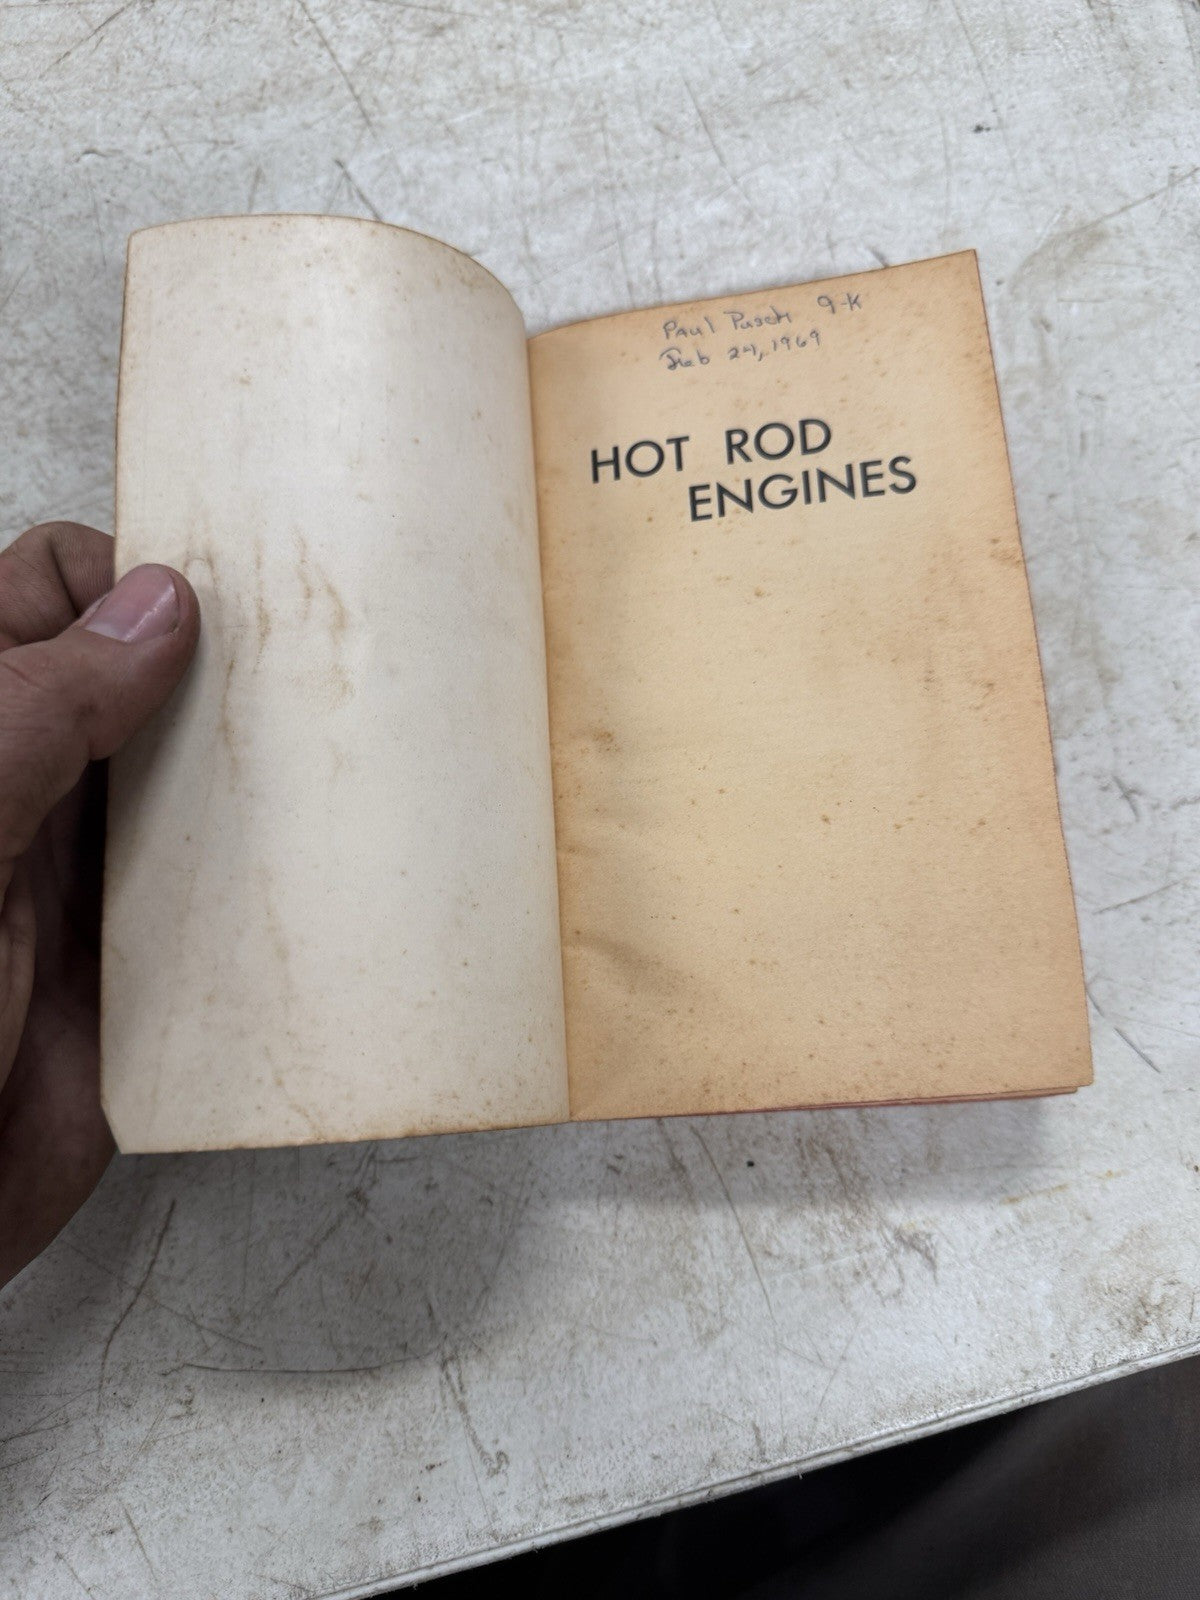 Paul Pusch 9-K
Feb 24, 1969
HOT ROD
ENGINES